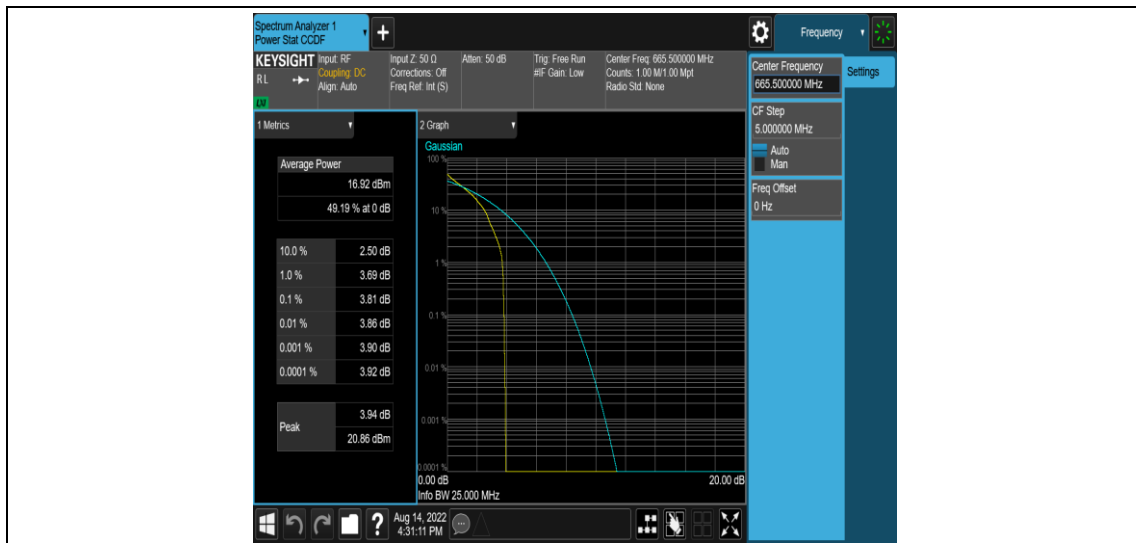 Spectrum Analyzer 1
Power Stat CCDF
+
Frequency
KEYSIGHT
RL
LXI
Input: RF
Coupling: DC
Align: Auto
Input Z: 50 Ω
Corrections: Off
Freq Ref: Int (S)
Atten: 50 dB
Trig: Free Run
#IF Gain: Low
Center Freq: 665.500000 MHz
Counts: 1.00 M/1.00 Mpt
Radio Std: None
Center Frequency
665.500000 MHz
Settings
CF Step
5.000000 MHz
Auto
Man
Freq Offset
0 Hz
1 Metrics
Average Power
16.92 dBm
49.19 % at 0 dB
10.0 % 2.50 dB
1.0 % 3.69 dB
0.1 % 3.81 dB
0.01 % 3.86 dB
0.001 % 3.90 dB
0.0001 % 3.92 dB
Peak
3.94 dB
20.86 dBm
2 Graph
Gaussian
100 %
10 %
1 %
0.1 %
0.01 %
0.001 %
0.0001 %
0.00 dB 20.00 dB
Info BW 25.000 MHz
?
Aug 14, 2022
4:31:11 PM